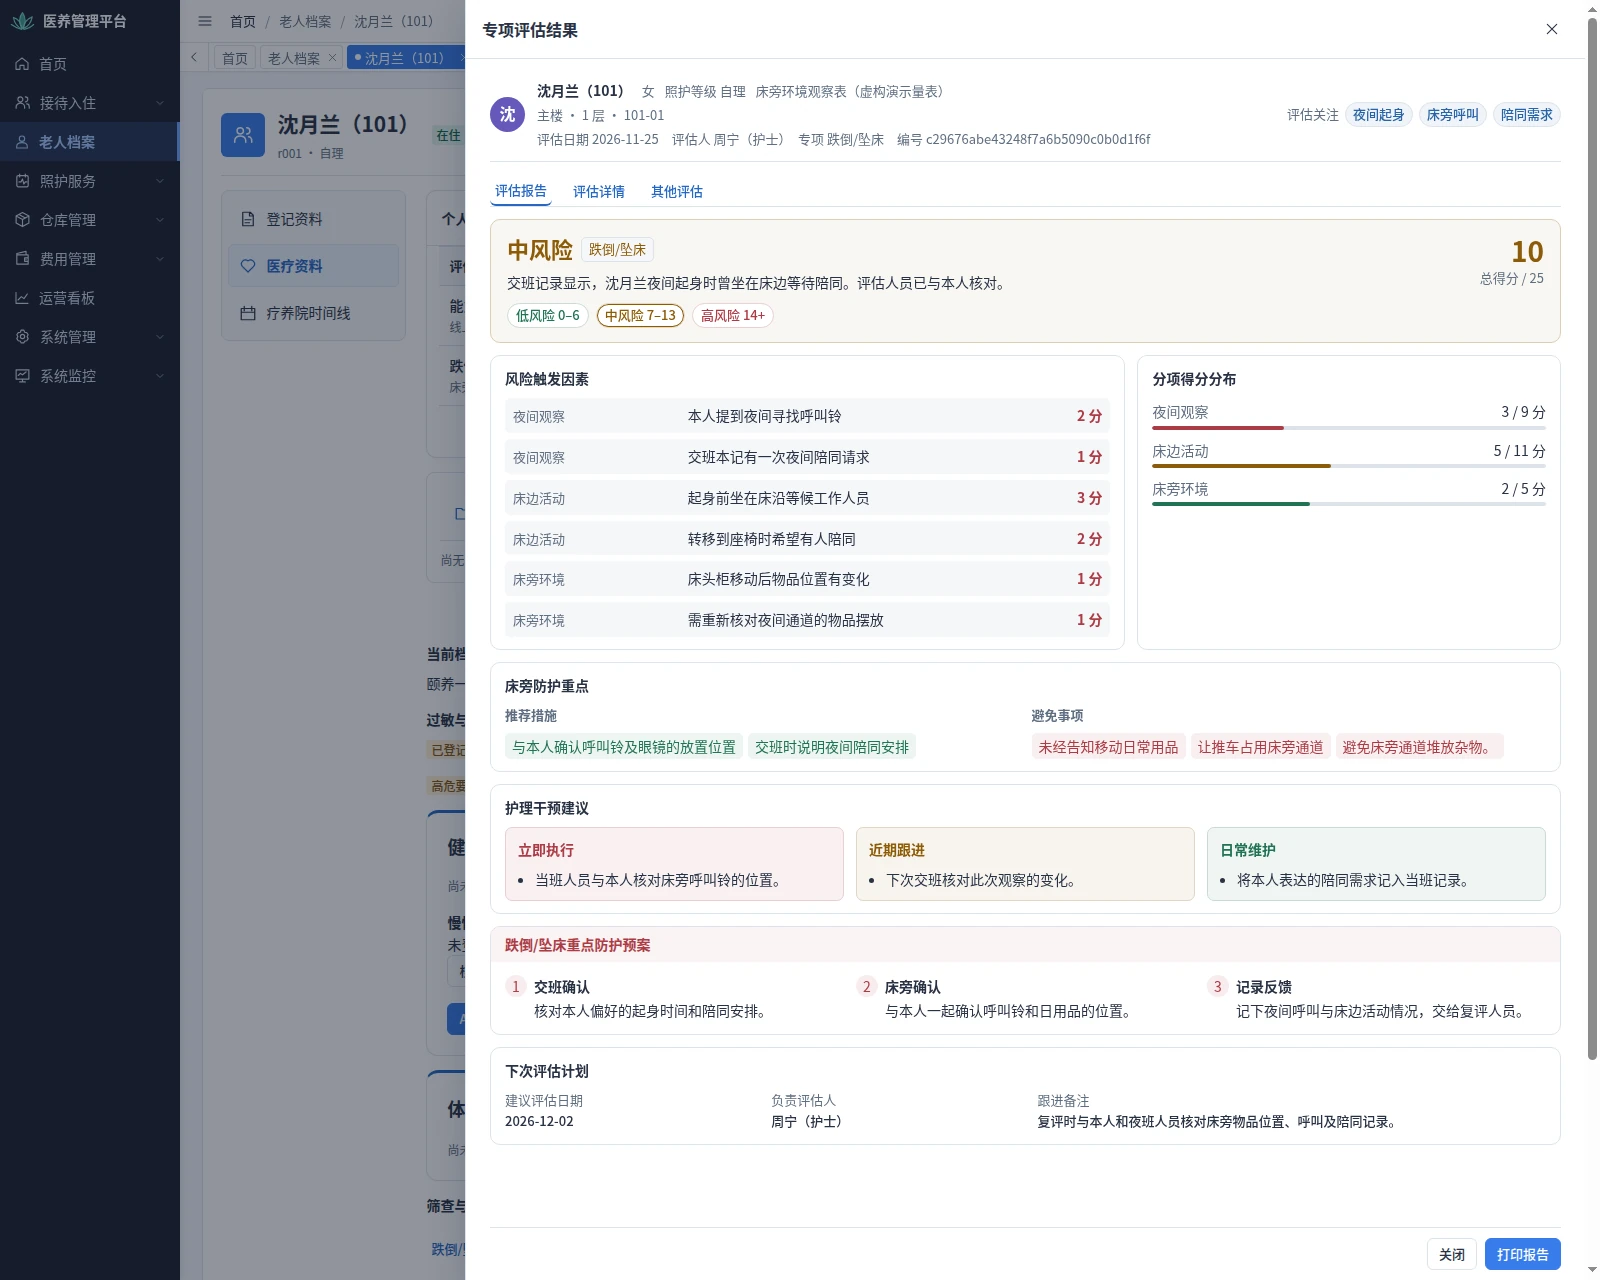 医养管理平台
首页
接待入住
老人档案
照护服务
仓库管理
费用管理
运营看板
系统管理
系统监控
首页 / 老人档案 / 沈月兰（101）
首页
老人档案
沈月兰（101）
沈月兰（101）
在住
r001 · 自理
登记资料
医疗资料
疗养院时间线
个人
能
线上
跌
尚无
颐养一
已登记
高危要
健
慢
未
体
筛查与
跌倒/
专项评估结果
沈
沈月兰（101） 女 照护等级 自理 床旁环境观察表（虚构演示量表）
主楼 · 1 层 · 101-01
评估日期 2026-11-25 评估人 周宁（护士） 专项 跌倒/坠床 编号 c29676abe43248f7a6b5090c0b0d1f6f
评估关注 夜间起身 床旁呼叫 陪同需求
评估报告 评估详情 其他评估
中风险 跌倒/坠床
10
总得分 / 25
交班记录显示，沈月兰夜间起身时曾坐在床边等待陪同。评估人员已与本人核对。
低风险 0–6 中风险 7–13 高风险 14+
风险触发因素
夜间观察 本人提到夜间寻找呼叫铃 2 分
夜间观察 交班本记有一次夜间陪同请求 1 分
床边活动 起身前坐在床沿等候工作人员 3 分
床边活动 转移到座椅时希望有人陪同 2 分
床旁环境 床头柜移动后物品位置有变化 1 分
床旁环境 需重新核对夜间通道的物品摆放 1 分
分项得分分布
夜间观察 3 / 9 分
床边活动 5 / 11 分
床旁环境 2 / 5 分
床旁防护重点
推荐措施
与本人确认呼叫铃及眼镜的放置位置 交班时说明夜间陪同安排
避免事项
未经告知移动日常用品 让推车占用床旁通道 避免床旁通道堆放杂物。
护理干预建议
立即执行
• 当班人员与本人核对床旁呼叫铃的位置。
近期跟进
• 下次交班核对此次观察的变化。
日常维护
• 将本人表达的陪同需求记入当班记录。
跌倒/坠床重点防护预案
1 交班确认
核对本人偏好的起身时间和陪同安排。
2 床旁确认
与本人一起确认呼叫铃和日用品的位置。
3 记录反馈
记下夜间呼叫与床边活动情况，交给复评人员。
下次评估计划
建议评估日期
2026-12-02
负责评估人
周宁（护士）
跟进备注
复评时与本人和夜班人员核对床旁物品位置、呼叫及陪同记录。
关闭 打印报告